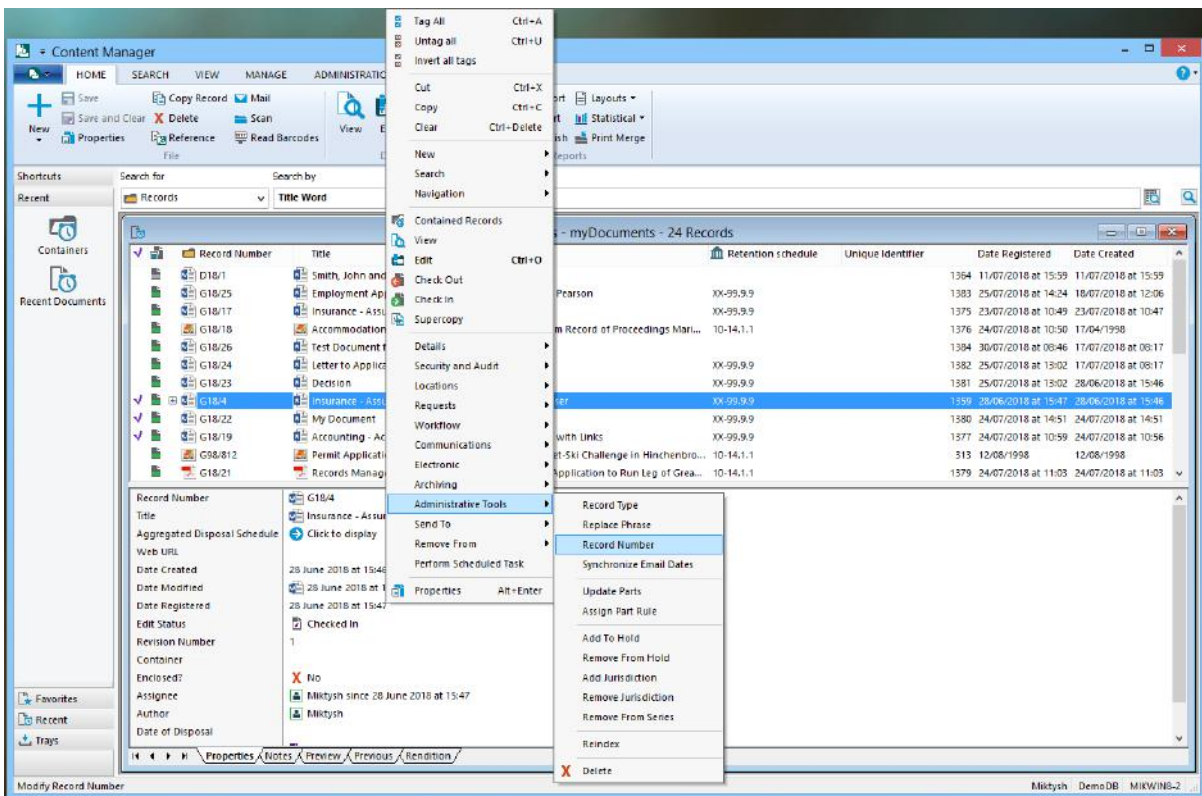 Content Manager
HOME SEARCH VIEW MANAGE
Save Copy Record Mail
Save and Clear Delete Scan
New Properties Reference Read Barcodes View
File
Layouts
Statistical
Print Merge
Shortcuts
Recent
Containers
Recent Documents
Favorites
Recent
Trays
Search for Search by
Records Title Word
- myDocuments - 24 Records
Record Number Title Retention schedule Unique Identifier Date Registered Date Created
D18/1 Smith, John and 1364 11/07/2018 at 15:59 11/07/2018 at 15:59
G18/25 Employment Pearson XX-99.9.9 1383 25/07/2018 at 14:24 18/07/2018 at 12:06
G18/17 Insurance - XX-99.9.9 1375 23/07/2018 at 10:49 23/07/2018 at 10:47
G18/18 Accommodation Record of Proceedings Mari... 10-14.1.1 1376 24/07/2018 at 10:50 17/04/1998
G18/26 Test Document 1384 30/07/2018 at 08:46 17/07/2018 at 08:17
G18/24 Letter to XX-99.9.9 1382 25/07/2018 at 13:02 17/07/2018 at 08:17
G18/23 Decision XX-99.9.9 1381 25/07/2018 at 13:02 28/06/2018 at 15:46
G18/4 Insurance - XX-99.9.9 1359 28/06/2018 at 15:47 28/06/2018 at 15:46
G18/22 My Document XX-99.9.9 1380 24/07/2018 at 14:51 24/07/2018 at 14:51
G18/19 Accounting - with Links XX-99.9.9 1377 24/07/2018 at 10:59 24/07/2018 at 10:56
G98/812 Permit et-Ski Challenge in Hinchenbro... 10-14.1.1 313 12/08/1998 12/08/1998
G18/21 Records Application to Run Leg of Grea... 10-14.1.1 1379 24/07/2018 at 11:03 24/07/2018 at 11:03
Record Number G18/4
Title Insurance -
Aggregated Disposal Schedule Click to display
Web URL
Date Created 28 June 2018 at 15:46
Date Modified 28 June 2018 at
Date Registered 28 June 2018 at 15:47
Edit Status Checked In
Revision Number 1
Container
Enclosed? No
Assignee Miktysh since 28 June 2018 at 15:47
Author Miktysh
Date of Disposal
Properties Notes Preview Previous Rendition
Tag All Ctrl+A
Untag all Ctrl+U
Invert all tags
Cut Ctrl+X
Copy Ctrl+C
Clear Ctrl+Delete
New
Search
Navigation
Contained Records
View
Edit Ctrl+O
Check Out
Check In
Supercopy
Details
Security and Audit
Locations
Requests
Workflow
Communications
Electronic
Archiving
Administrative Tools
Send To
Remove From
Perform Scheduled Task
Properties Alt+Enter
Record Type
Replace Phrase
Record Number
Synchronize Email Dates
Update Parts
Assign Part Rule
Add To Hold
Remove From Hold
Add Jurisdiction
Remove Jurisdiction
Remove From Series
Reindex
Delete
Modify Record Number Miktysh DemoDB MIKWIN8-2